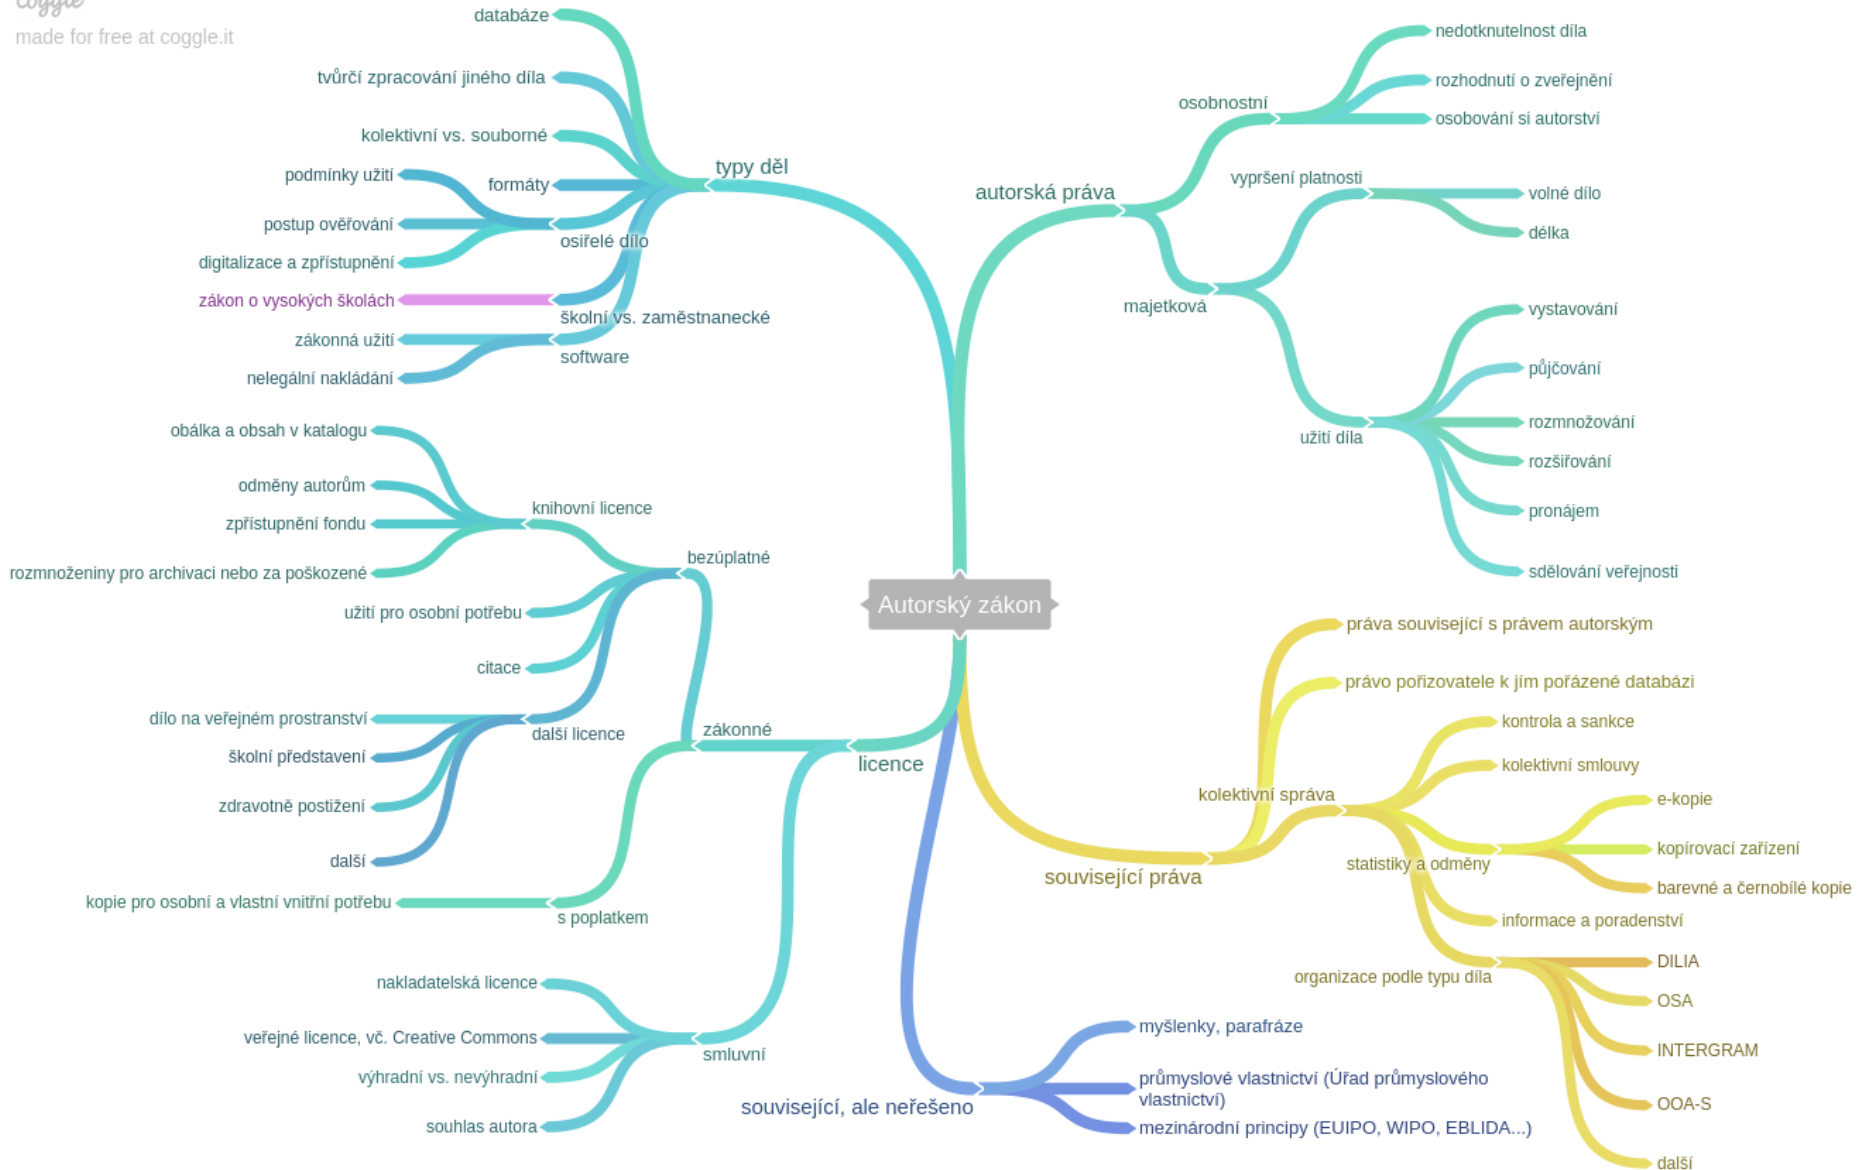 coggle
made for free at coggle.it
Autorský zákon
typy děl
databáze
tvůrčí zpracování jiného díla
kolektivní vs. souborné
formáty
osiřelé dílo
podmínky užití
postup ověřování
digitalizace a zpřístupnění
školní vs. zaměstnanecké
zákon o vysokých školách
software
zákonná užití
nelegální nakládání
licence
zákonné
bezúplatné
knihovní licence
obálka a obsah v katalogu
odměny autorům
zpřístupnění fondu
rozmnoženiny pro archivaci nebo za poškozené
užití pro osobní potřebu
citace
další licence
dílo na veřejném prostranství
školní představení
zdravotně postižení
další
s poplatkem
kopie pro osobní a vlastní vnitřní potřebu
smluvní
nakladatelská licence
veřejné licence, vč. Creative Commons
výhradní vs. nevýhradní
souhlas autora
autorská práva
osobnostní
nedotknutelnost díla
rozhodnutí o zveřejnění
osobování si autorství
majetková
vypršení platnosti
volné dílo
délka
užití díla
vystavování
půjčování
rozmnožování
rozšiřování
pronájem
sdělování veřejnosti
související práva
práva související s právem autorským
právo pořizovatele k jím pořázené databázi
kolektivní správa
kontrola a sankce
kolektivní smlouvy
statistiky a odměny
e-kopie
kopírovací zařízení
barevné a černobílé kopie
informace a poradenství
organizace podle typu díla
DILIA
OSA
INTERGRAM
OOA-S
další
související, ale neřešeno
myšlenky, parafráze
průmyslové vlastnictví (Úřad průmyslového
vlastnictví)
mezinárodní principy (EUIPO, WIPO, EBLIDA...)